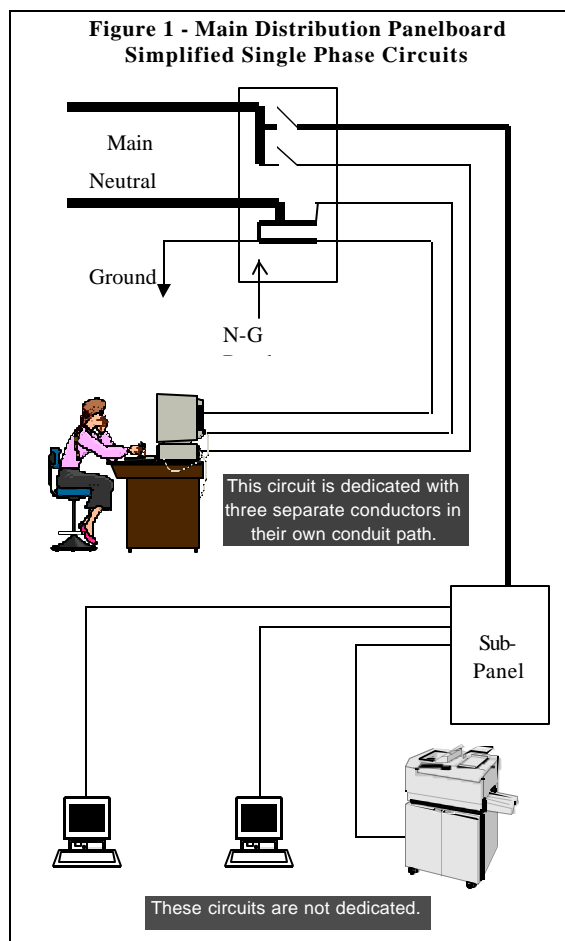 Figure 1 - Main Distribution Panelboard
Simplified Single Phase Circuits
Main
Neutral
Ground
N-G
This circuit is dedicated with
three separate conductors in
their own conduit path.
Sub-
Panel
These circuits are not dedicated.